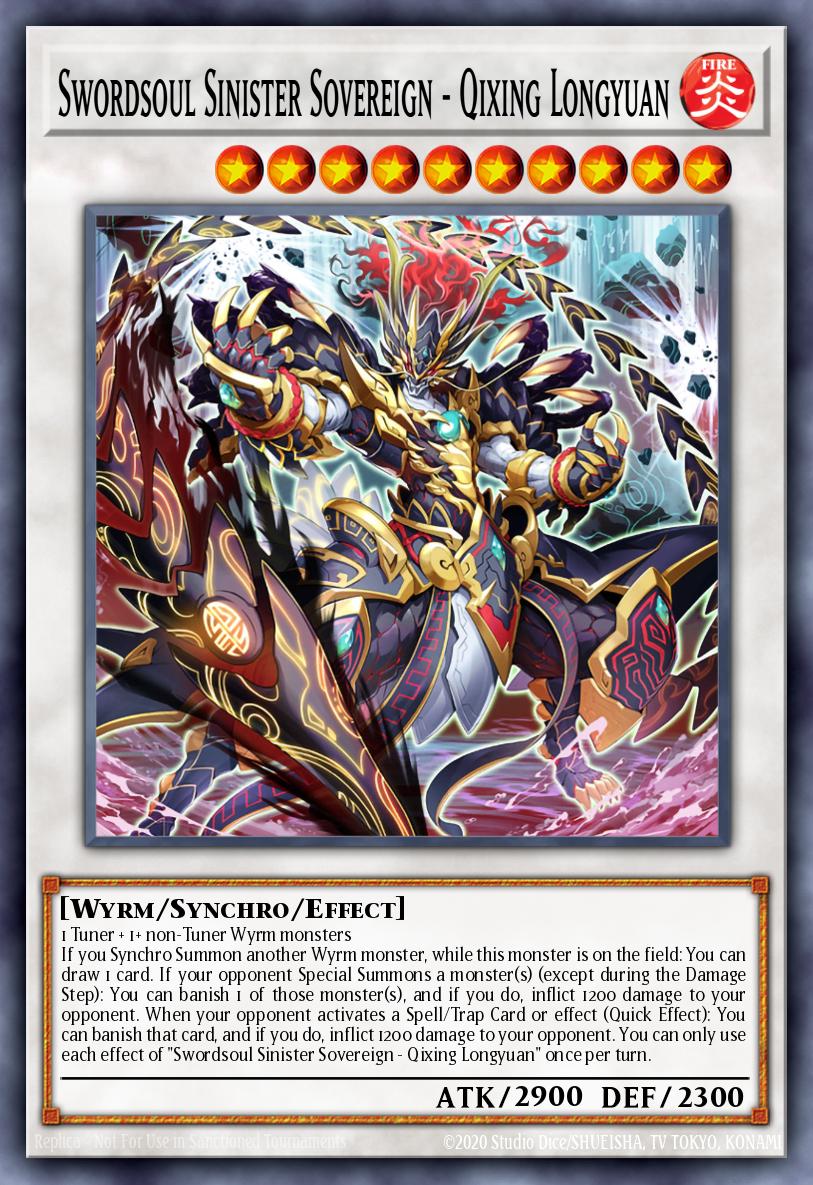 Swordsoul Sinister Sovereign - Qixing Longyuan
FIRE
炎
[Wyrm/Synchro/Effect]
1 Tuner + 1+ non-Tuner Wyrm monsters
If you Synchro Summon another Wyrm monster, while this monster is on the field: You can
draw 1 card. If your opponent Special Summons a monster(s) (except during the Damage
Step): You can banish 1 of those monster(s), and if you do, inflict 1200 damage to your
opponent. When your opponent activates a Spell/Trap Card or effect (Quick Effect): You
can banish that card, and if you do, inflict 1200 damage to your opponent. You can only use
each effect of "Swordsoul Sinister Sovereign - Qixing Longyuan" once per turn.
ATK/2900 DEF/2300
Replica - Not For Use in Sanctioned Tournaments
©2020 Studio Dice/SHUEISHA, TV TOKYO, KONAMI